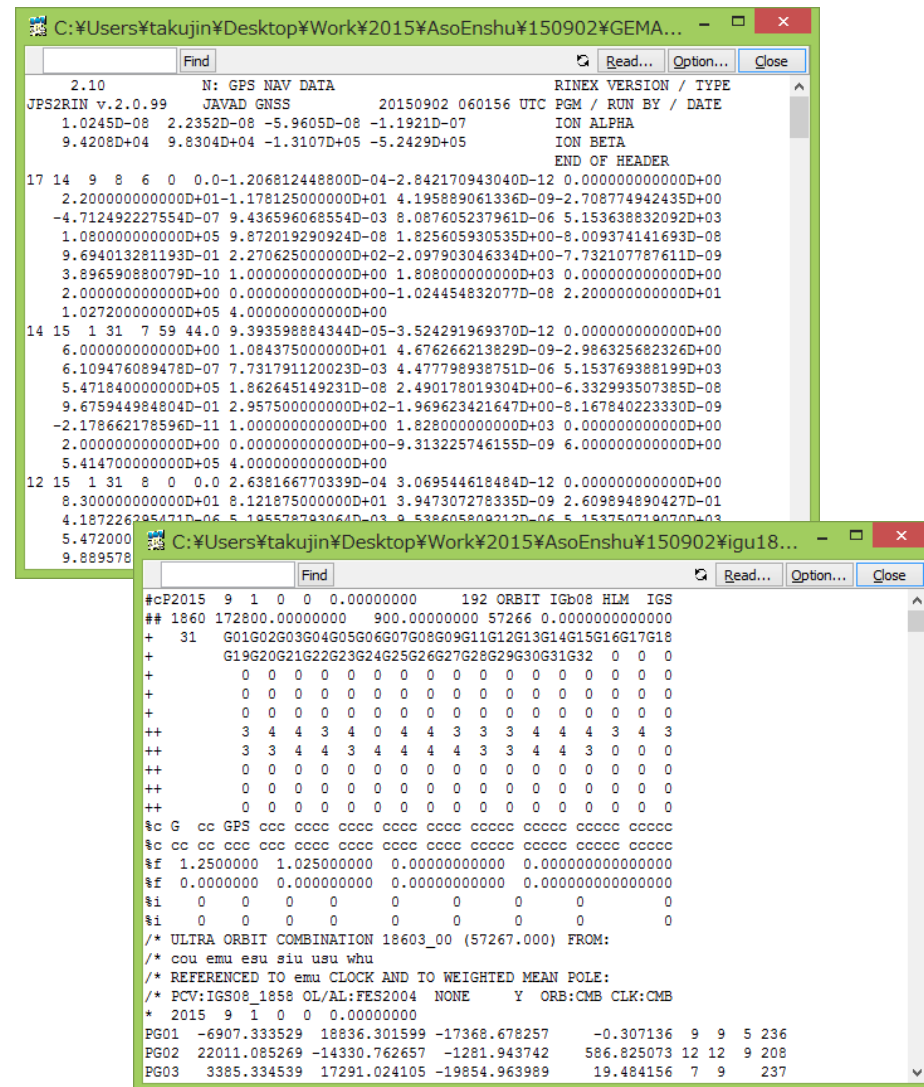 C:¥Users¥takujin¥Desktop¥Work¥2015¥AsoEnshu¥150902¥GEMA...
Find Read... Option... Close
2.10 N: GPS NAV DATA RINEX VERSION / TYPE
JPS2RIN v.2.0.99 JAVAD GNSS 20150902 060156 UTC PGM / RUN BY / DATE
1.0245D-08 2.2352D-08 -5.9605D-08 -1.1921D-07 ION ALPHA
9.4208D+04 9.8304D+04 -1.3107D+05 -5.2429D+05 ION BETA
END OF HEADER
17 14 9 8 6 0 0.0-1.206812448800D-04-2.842170943040D-12 0.000000000000D+00
2.200000000000D+01-1.178125000000D+01 4.195889061336D-09-2.708774942435D+00
-4.712492227554D-07 9.436596068554D-03 8.087605237961D-06 5.153638832092D+03
1.080000000000D+05 9.872019290924D-08 1.825605930535D+00-8.009374141693D-08
9.694013281193D-01 2.270625000000D+02-2.097903046334D+00-7.732107787611D-09
3.896590880079D-10 1.000000000000D+00 1.808000000000D+03 0.000000000000D+00
2.000000000000D+00 0.000000000000D+00-1.024454832077D-08 2.200000000000D+01
1.027200000000D+05 4.000000000000D+00
14 15 1 31 7 59 44.0 9.393598884344D-05-3.524291969370D-12 0.000000000000D+00
6.000000000000D+00 1.084375000000D+01 4.676266213829D-09-2.986325682326D+00
6.109476089478D-07 7.731791120023D-03 4.477798938751D-06 5.153769388199D+03
5.471840000000D+05 1.862645149231D-08 2.490178019304D+00-6.332993507385D-08
9.675944984804D-01 2.957500000000D+02-1.969623421647D+00-8.167840223330D-09
-2.178662178596D-11 1.000000000000D+00 1.828000000000D+03 0.000000000000D+00
2.000000000000D+00 0.000000000000D+00-9.313225746155D-09 6.000000000000D+00
5.414700000000D+05 4.000000000000D+00
12 15 1 31 8 0 0.0 2.638166770339D-04 3.069544618484D-12 0.000000000000D+00
8.300000000000D+01 8.121875000000D+01 3.947307278335D-09 2.609894890427D-01
4.187226295471D-06 5.195578793064D-03 9.538605809212D-06 5.153750719070D+03
5.472000
9.889578
C:¥Users¥takujin¥Desktop¥Work¥2015¥AsoEnshu¥150902¥igu18...
Find Read... Option... Close
#cP2015 9 1 0 0 0.00000000 192 ORBIT IGb08 HLM IGS
## 1860 172800.00000000 900.00000000 57266 0.0000000000000
+ 31 G01G02G03G04G05G06G07G08G09G11G12G13G14G15G16G17G18
+ G19G20G21G22G23G24G25G26G27G28G29G30G31G32 0 0 0
+ 0 0 0 0 0 0 0 0 0 0 0 0 0 0 0 0 0
+ 0 0 0 0 0 0 0 0 0 0 0 0 0 0 0 0 0
+ 0 0 0 0 0 0 0 0 0 0 0 0 0 0 0 0 0
++ 3 4 4 3 4 0 4 4 3 3 3 4 4 4 3 4 3
++ 3 3 4 4 3 4 4 4 4 3 3 4 4 3 0 0 0
++ 0 0 0 0 0 0 0 0 0 0 0 0 0 0 0 0 0
++ 0 0 0 0 0 0 0 0 0 0 0 0 0 0 0 0 0
++ 0 0 0 0 0 0 0 0 0 0 0 0 0 0 0 0 0
%c G cc GPS ccc cccc cccc cccc cccc ccccc ccccc ccccc ccccc
%c cc cc ccc ccc cccc cccc cccc cccc ccccc ccccc ccccc ccccc
%f 1.2500000 1.025000000 0.00000000000 0.000000000000000
%f 0.0000000 0.000000000 0.00000000000 0.000000000000000
%i 0 0 0 0 0 0 0 0 0
%i 0 0 0 0 0 0 0 0 0
/* ULTRA ORBIT COMBINATION 18603_00 (57267.000) FROM:
/* cou emu esu siu usu whu
/* REFERENCED TO emu CLOCK AND TO WEIGHTED MEAN POLE:
/* PCV:IGS08_1858 OL/AL:FES2004 NONE Y ORB:CMB CLK:CMB
* 2015 9 1 0 0 0.00000000
PG01 -6907.333529 18836.301599 -17368.678257 -0.307136 9 9 5 236
PG02 22011.085269 -14330.762657 -1281.943742 586.825073 12 12 9 208
PG03 3385.334539 17291.024105 -19854.963989 19.484156 7 9 237